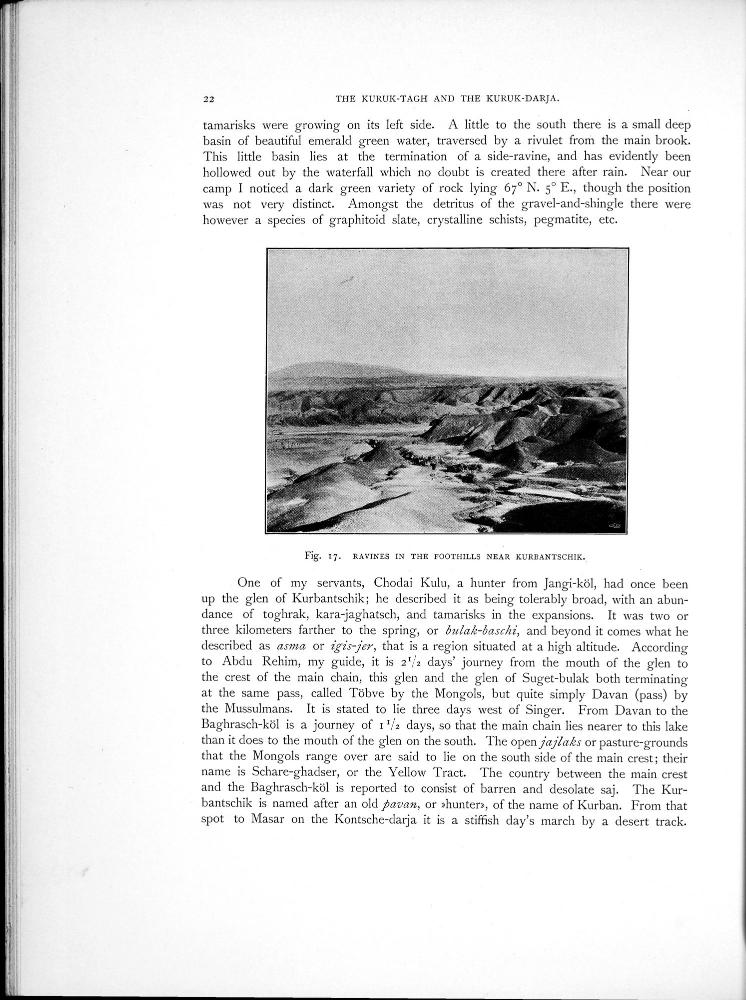 22
THE KURUK-TAGH AND THE KURUK-DARJA.
tamarisks were growing on its left side. A little to the south there is a small deep
basin of beautiful emerald green water, traversed by a rivulet from the main brook.
This little basin lies at the termination of a side-ravine, and has evidently been
hollowed out by the waterfall which no doubt is created there after rain. Near our
camp I noticed a dark green variety of rock lying 67° N. 5° E., though the position
was not very distinct. Amongst the detritus of the gravel-and-shingle there were
however a species of graphitoid slate, crystalline schists, pegmatite, etc.
Fig. 17. RAVINES IN THE FOOTHILLS NEAR KURBANTSCHIK.
One of my servants, Chodai Kulu, a hunter from Jangi-köl, had once been
up the glen of Kurbantschik; he described it as being tolerably broad, with an abun-
dance of toghrak, kara-jaghatsch, and tamarisks in the expansions. It was two or
three kilometers farther to the spring, or bulak-baschi, and beyond it comes what he
described as asma or igis-jer, that is a region situated at a high altitude. According
to Abdu Rehim, my guide, it is 2 1/2 days' journey from the mouth of the glen to
the crest of the main chain, this glen and the glen of Suget-bulak both terminating
at the same pass, called Töbve by the Mongols, but quite simply Davan (pass) by
the Mussulmans. It is stated to lie three days west of Singer. From Davan to the
Baghrasch-köl is a journey of 1 1/2 days, so that the main chain lies nearer to this lake
than it does to the mouth of the glen on the south. The open jajlaks or pasture-grounds
that the Mongols range over are said to lie on the south side of the main crest; their
name is Schare-ghadser, or the Yellow Tract. The country between the main crest
and the Baghrasch-köl is reported to consist of barren and desolate saj. The Kur-
bantschik is named after an old pavan, or »hunter», of the name of Kurban. From that
spot to Masar on the Kontsche-darja it is a stiffish day's march by a desert track.